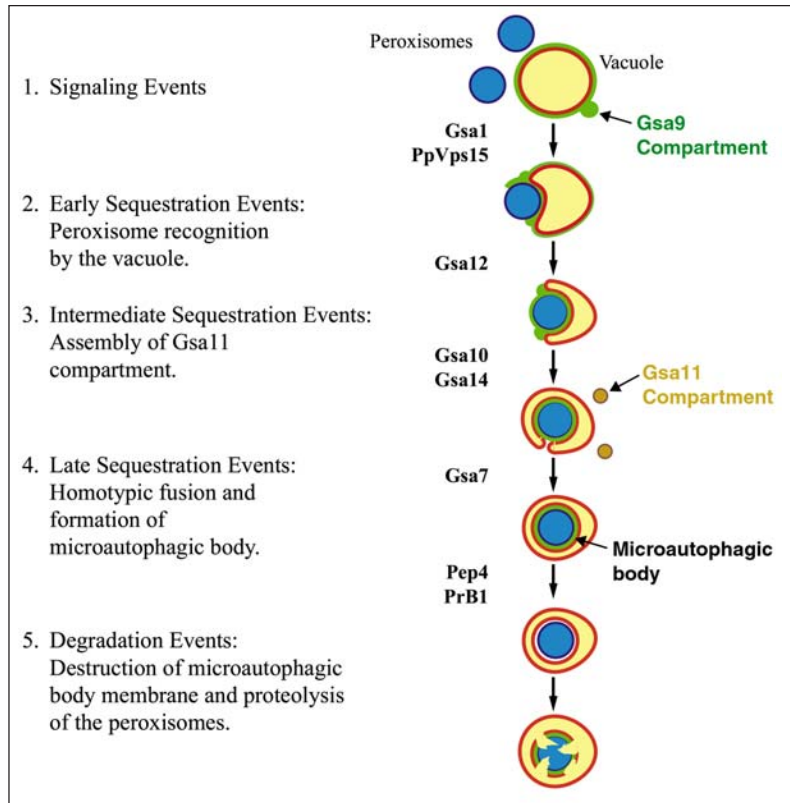 Peroxisomes
Vacuole
1. Signaling Events
Gsa9
Compartment
Gsa1
PpVps15
2. Early Sequestration Events:
Peroxisome recognition
by the vacuole.
Gsa12
3. Intermediate Sequestration Events:
Assembly of Gsa11
compartment.
Gsa10
Gsa14
Gsa11
Compartment
4. Late Sequestration Events:
Homotypic fusion and
formation of
microautophagic body.
Gsa7
Microautophagic
body
Pep4
PrB1
5. Degradation Events:
Destruction of microautophagic
body membrane and proteolysis
of the peroxisomes.